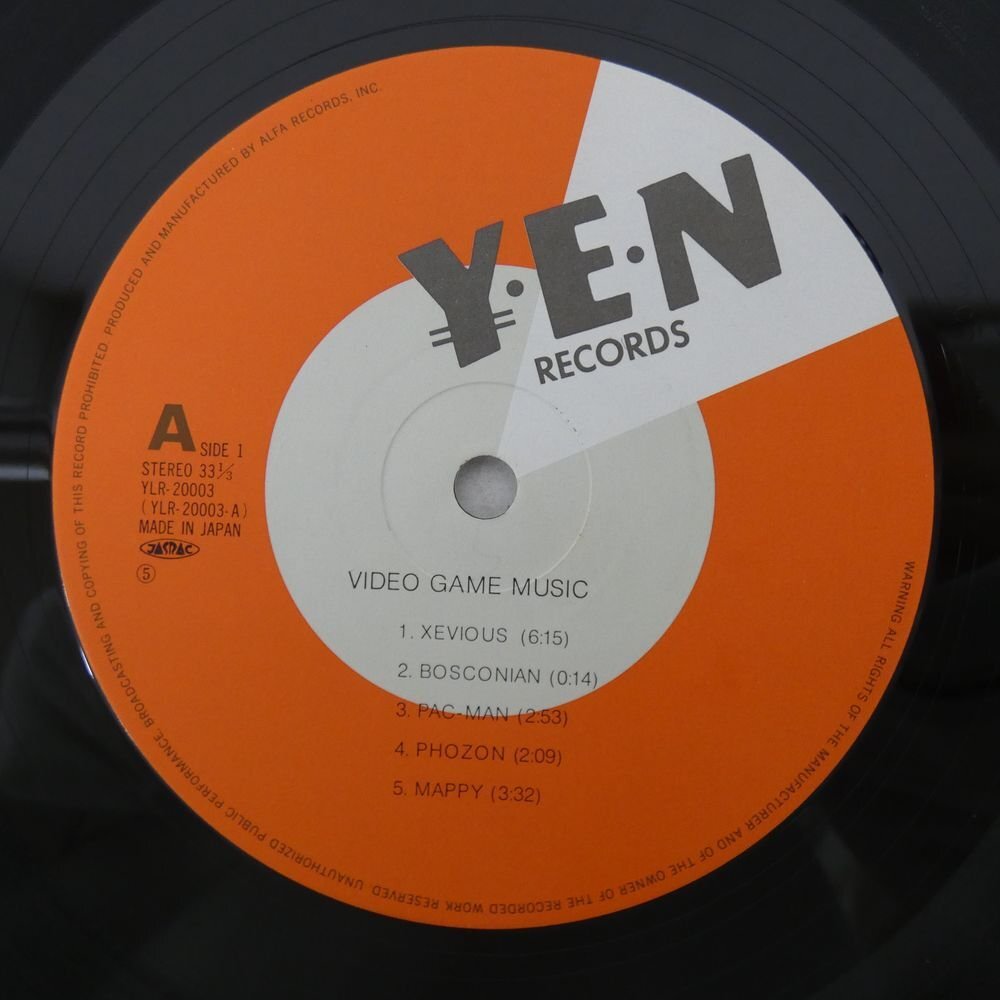 Y·E·N
RECORDS
A SIDE 1
STEREO 33 1/3
YLR-20003
(YLR-20003-A)
MADE IN JAPAN
JASRAC
⑤
VIDEO GAME MUSIC
1. XEVIOUS (6:15)
2. BOSCONIAN (0:14)
3. PAC-MAN (2:53)
4. PHOZON (2:09)
5. MAPPY (3:32)
WARNING ALL RIGHTS OF THE MANUFACTURER AND OF THE OWNER OF THE RECORDED WORK RESERVED. UNAUTHORIZED PUBLIC PERFORMANCE, BROADCASTING AND COPYING OF THIS RECORD PROHIBITED. PRODUCED AND MANUFACTURED BY ALFA RECORDS, INC.